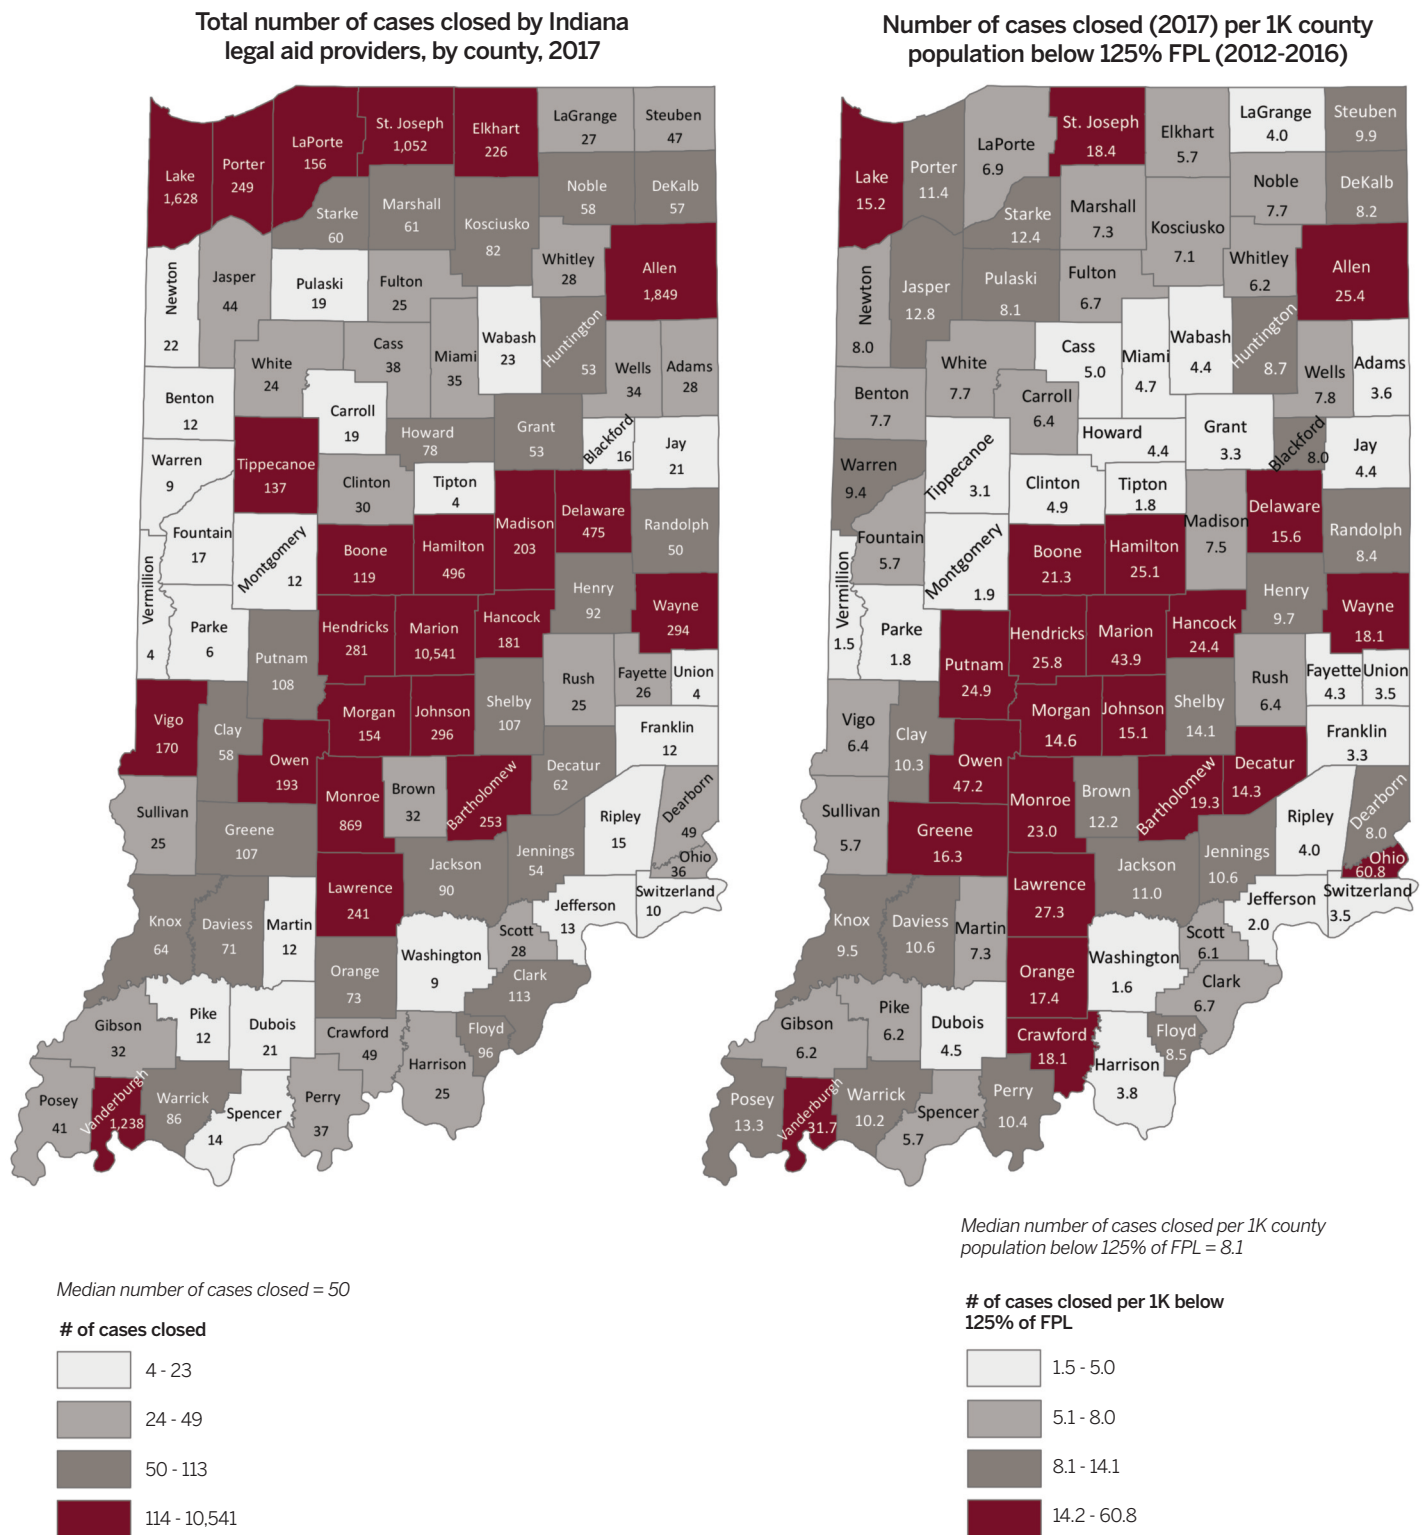 Total number of cases closed by Indiana
legal aid providers, by county, 2017
LaGrange
27
Steuben
47
St. Joseph
1,052
Elkhart
226
LaPorte
156
Porter
249
Lake
1,628
Noble
58
DeKalb
57
Marshall
61
Starke
60
Kosciusko
82
Whitley
28
Allen
1,849
Newton
22
Jasper
44
Pulaski
19
Fulton
25
Wabash
23
Huntington
53
Miami
35
Cass
38
White
24
Wells
34
Adams
28
Benton
12
Carroll
19
Howard
78
Grant
53
Blackford
16
Jay
21
Warren
9
Tippecanoe
137
Clinton
30
Tipton
4
Madison
203
Delaware
475
Randolph
50
Fountain
17
Montgomery
12
Boone
119
Hamilton
496
Henry
92
Wayne
294
Vermillion
4
Parke
6
Putnam
108
Hendricks
281
Marion
10,541
Hancock
181
Rush
25
Fayette
26
Union
4
Shelby
107
Vigo
170
Clay
58
Owen
193
Morgan
154
Johnson
296
Franklin
12
Decatur
62
Sullivan
25
Greene
107
Monroe
869
Brown
32
Bartholomew
253
Ripley
15
Dearborn
49
Ohio
36
Jennings
54
Jackson
90
Lawrence
241
Switzerland
10
Jefferson
13
Knox
64
Daviess
71
Martin
12
Scott
28
Washington
9
Orange
73
Clark
113
Floyd
96
Gibson
32
Pike
12
Dubois
21
Crawford
49
Harrison
25
Posey
41
Vanderburgh
1,238
Warrick
86
Spencer
14
Perry
37
Median number of cases closed = 50
# of cases closed
4 - 23
24 - 49
50 - 113
114 - 10,541
Number of cases closed (2017) per 1K county
population below 125% FPL (2012-2016)
LaGrange
4.0
Steuben
9.9
St. Joseph
18.4
Elkhart
5.7
LaPorte
6.9
Porter
11.4
Lake
15.2
Noble
7.7
DeKalb
8.2
Marshall
7.3
Starke
12.4
Kosciusko
7.1
Whitley
6.2
Allen
25.4
Newton
8.0
Jasper
12.8
Pulaski
8.1
Fulton
6.7
Wabash
4.4
Huntington
8.7
Miami
4.7
Cass
5.0
White
7.7
Wells
7.8
Adams
3.6
Benton
7.7
Carroll
6.4
Howard
4.4
Grant
3.3
Blackford
8.0
Jay
4.4
Warren
9.4
Tippecanoe
3.1
Clinton
4.9
Tipton
1.8
Madison
7.5
Delaware
15.6
Randolph
8.4
Fountain
5.7
Montgomery
1.9
Boone
21.3
Hamilton
25.1
Henry
9.7
Wayne
18.1
Vermillion
1.5
Parke
1.8
Putnam
24.9
Hendricks
25.8
Marion
43.9
Hancock
24.4
Rush
6.4
Fayette
4.3
Union
3.5
Shelby
14.1
Vigo
6.4
Clay
10.3
Owen
47.2
Morgan
14.6
Johnson
15.1
Franklin
3.3
Decatur
14.3
Sullivan
5.7
Greene
16.3
Monroe
23.0
Brown
12.2
Bartholomew
19.3
Ripley
4.0
Dearborn
8.0
Ohio
60.8
Jennings
10.6
Jackson
11.0
Lawrence
27.3
Switzerland
3.5
Jefferson
2.0
Knox
9.5
Daviess
10.6
Martin
7.3
Scott
6.1
Washington
1.6
Orange
17.4
Clark
6.7
Floyd
8.5
Gibson
6.2
Pike
6.2
Dubois
4.5
Crawford
18.1
Harrison
3.8
Posey
13.3
Vanderburgh
31.7
Warrick
10.2
Spencer
5.7
Perry
10.4
Median number of cases closed per 1K county
population below 125% of FPL = 8.1
# of cases closed per 1K below
125% of FPL
1.5 - 5.0
5.1 - 8.0
8.1 - 14.1
14.2 - 60.8